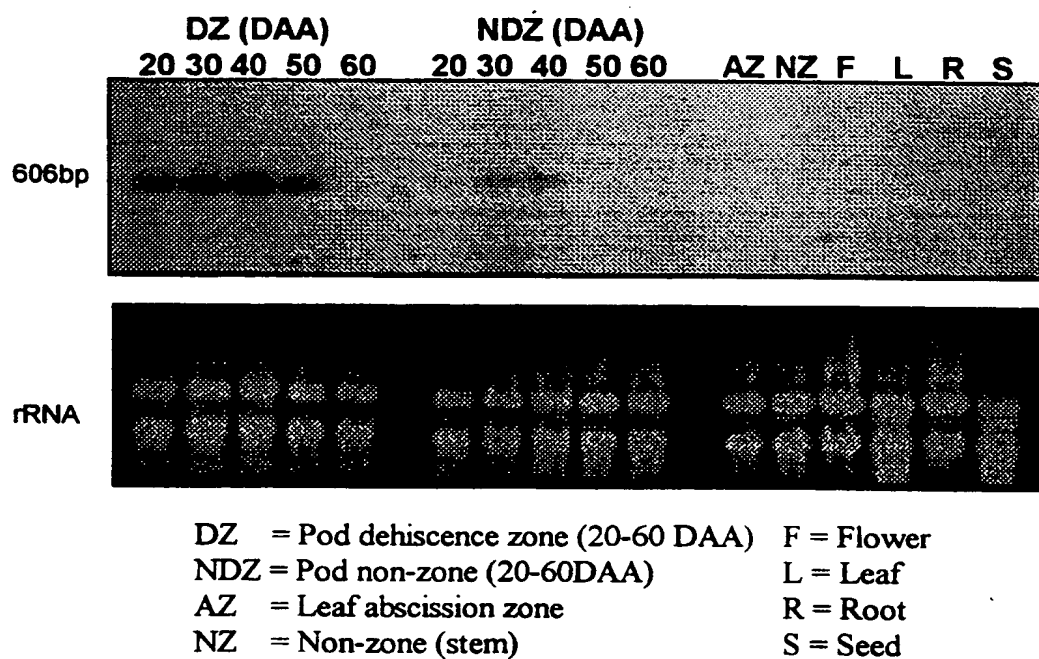 DZ (DAA) NDZ (DAA)
20 30 40 50 60 20 30 40 50 60 AZ NZ F L R S
606bp
rRNA
DZ = Pod dehiscence zone (20-60 DAA) F = Flower
NDZ = Pod non-zone (20-60DAA) L = Leaf
AZ = Leaf abscission zone R = Root
NZ = Non-zone (stem) S = Seed